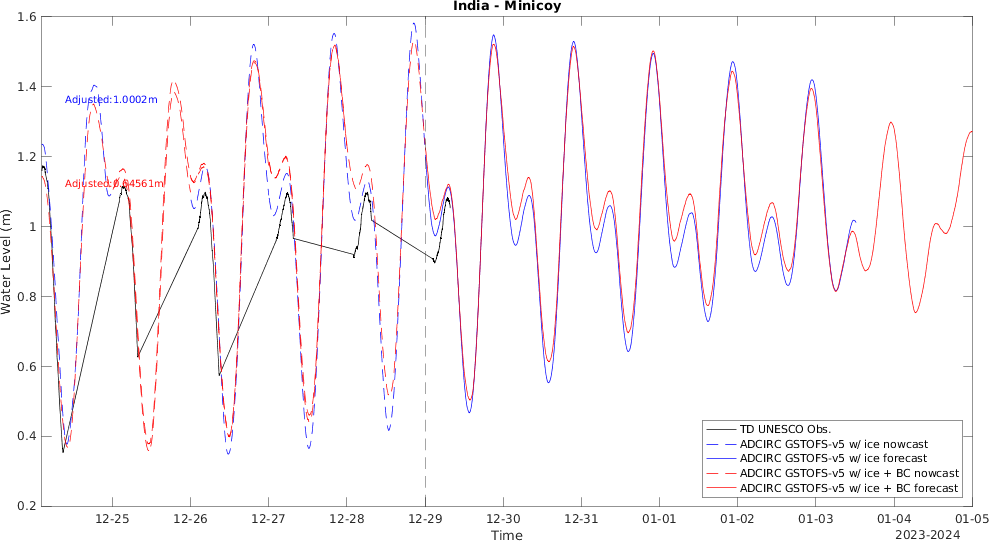 India - Minicoy
1.6
1.4
1.2
1
0.8
0.6
0.4
0.2
Water Level (m)
Adjusted:1.0002m
TD UNESCO Obs.
ADCIRC GSTOFS-v5 w/ ice nowcast
ADCIRC GSTOFS-v5 w/ ice forecast
ADCIRC GSTOFS-v5 w/ ice + BC nowcast
ADCIRC GSTOFS-v5 w/ ice + BC forecast
12-25 12-26 12-27 12-28 12-29 12-30 12-31 01-01 01-02 01-03 01-04 01-05
Time
2023-2024